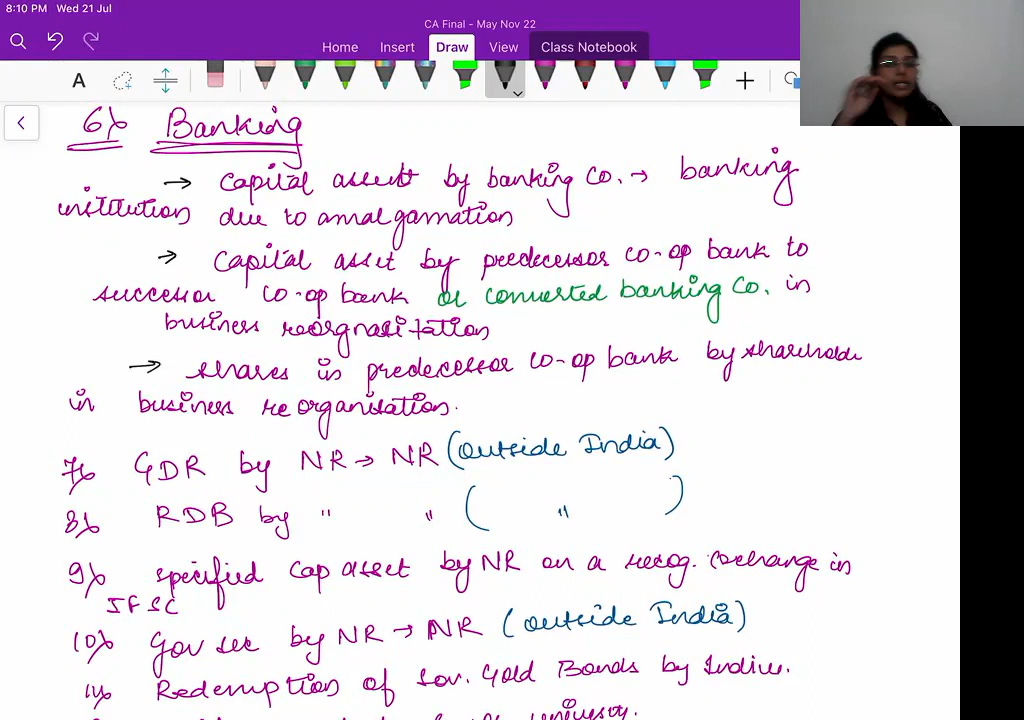 8:10 PM Wed 21 Jul
CA Final - May Nov 22
Home Insert Draw View Class Notebook
A
6) Banking
→ Capital asset by banking Co. → banking
institution due to amalgamation
→ Capital asset by predecessor co-op bank to
successor co-op bank or converted banking Co. in
business reorganisation
→ shares in predecessor co-op bank by shareholder
in business reorganisation.
7) GDR by NR → NR (outside India)
8) RDB by " " ( " )
9) specified cap asset by NR on a recog. exchange in
IFSC
10) Gov sec by NR → NR (outside India)
11) Redemption of Sov. Gold Bonds by Indiv.